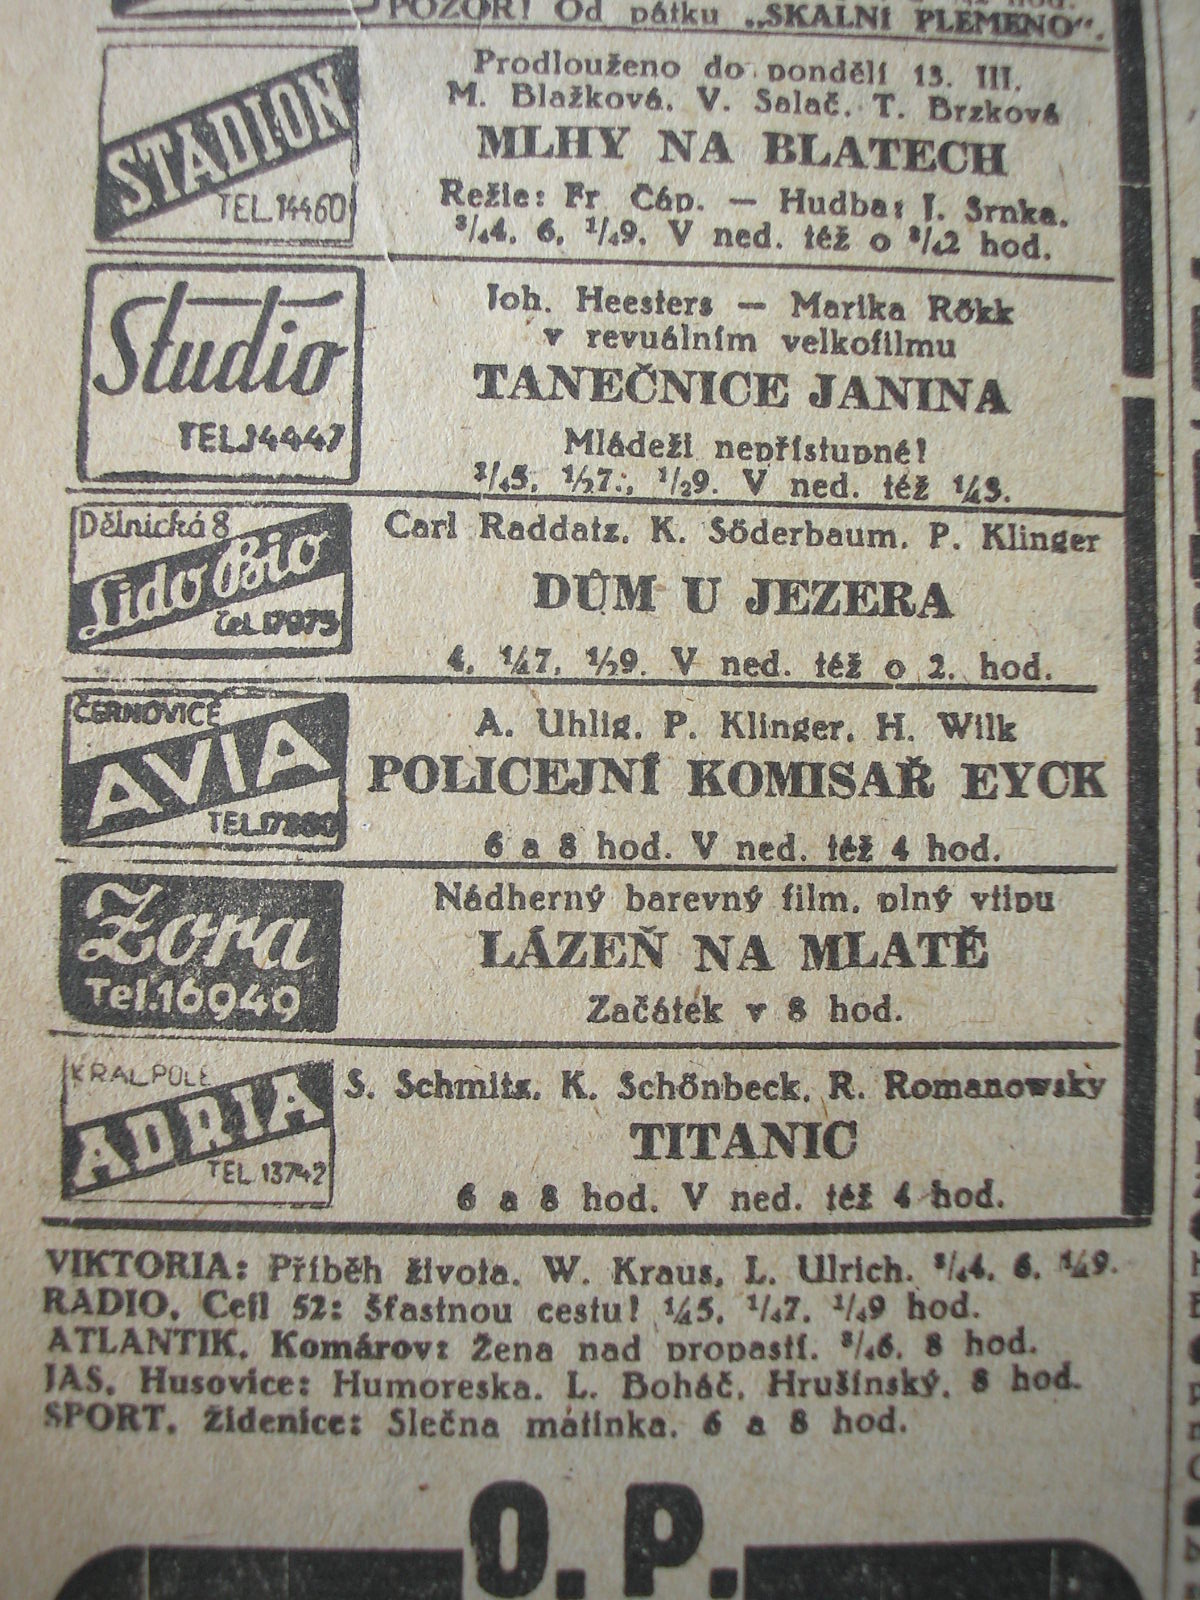 POZOR! Od pátku „SKALNÍ PLEMENO".
STADION
TEL.14460
Prodlouženo do pondělí 13. III.
M. Blažková, V. Salač, T. Brzková
MLHY NA BLATECH
Režie: Fr Čáp. — Hudba: J. Srnka.
³/₄4, 6, ¹/₄9. V ned. též o ³/₄2 hod.
Studio
TEL.14447
Joh. Heesters — Marika Rökk
v revuálním velkofilmu
TANEČNICE JANINA
Mládeži nepřístupné!
¹/₄5, ½7., ¹/₂9. V ned. též ¼3.
Dělnická 8
Lido Bio
Tel.17975
Carl Raddatz, K. Söderbaum, P. Klinger
DŮM U JEZERA
4, ¼7, ½9. V ned. též o 2. hod.
ČERNOVICE
AVIA
A. Uhlig, P. Klinger, H. Wilk
POLICEJNÍ KOMISAŘ EYCK
6 a 8 hod. V ned. též 4 hod.
Zora
Tel.16949
Nádherný barevný film, plný vtipu
LÁZEŇ NA MLATĚ
Začátek v 8 hod.
KRÁL.POLE
ADRIA
TEL 13742
S. Schmitz, K. Schönbeck, R. Romanowsky
TITANIC
6 a 8 hod. V ned. též 4 hod.
VIKTORIA: Příběh života. W. Kraus, L. Ulrich. ³/₄4, 6, ¼9.
RADIO, Cejl 52: Šťastnou cestu! ¼5, ¹/₄7, ¹/₄9 hod.
ATLANTIK, Komárov: Žena nad propastí. ³/₄6, 8 hod.
JAS, Husovice: Humoreska. L. Boháč, Hrušínský. 8 hod.
SPORT, Židenice: Slečna matinka. 6 a 8 hod.
O. P.